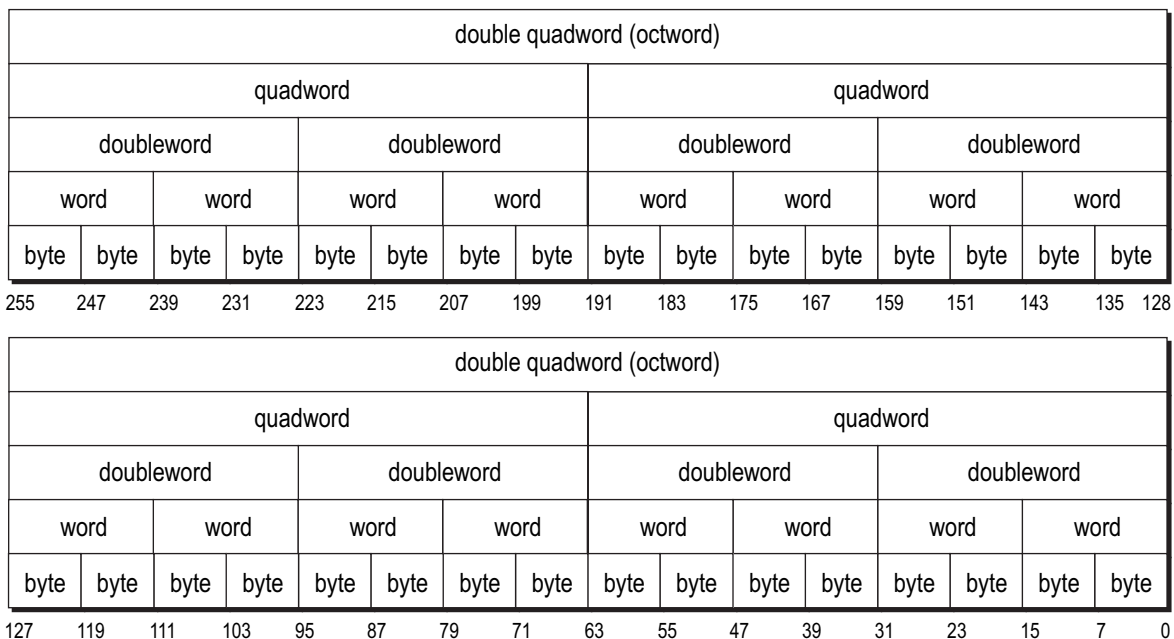 double quadword (octword)
quadword quadword
doubleword doubleword doubleword doubleword
word word word word word word word word
byte byte byte byte byte byte byte byte byte byte byte byte byte byte byte byte
255 247 239 231 223 215 207 199 191 183 175 167 159 151 143 135 128
double quadword (octword)
quadword quadword
doubleword doubleword doubleword doubleword
word word word word word word word word
byte byte byte byte byte byte byte byte byte byte byte byte byte byte byte byte
127 119 111 103 95 87 79 71 63 55 47 39 31 23 15 7 0